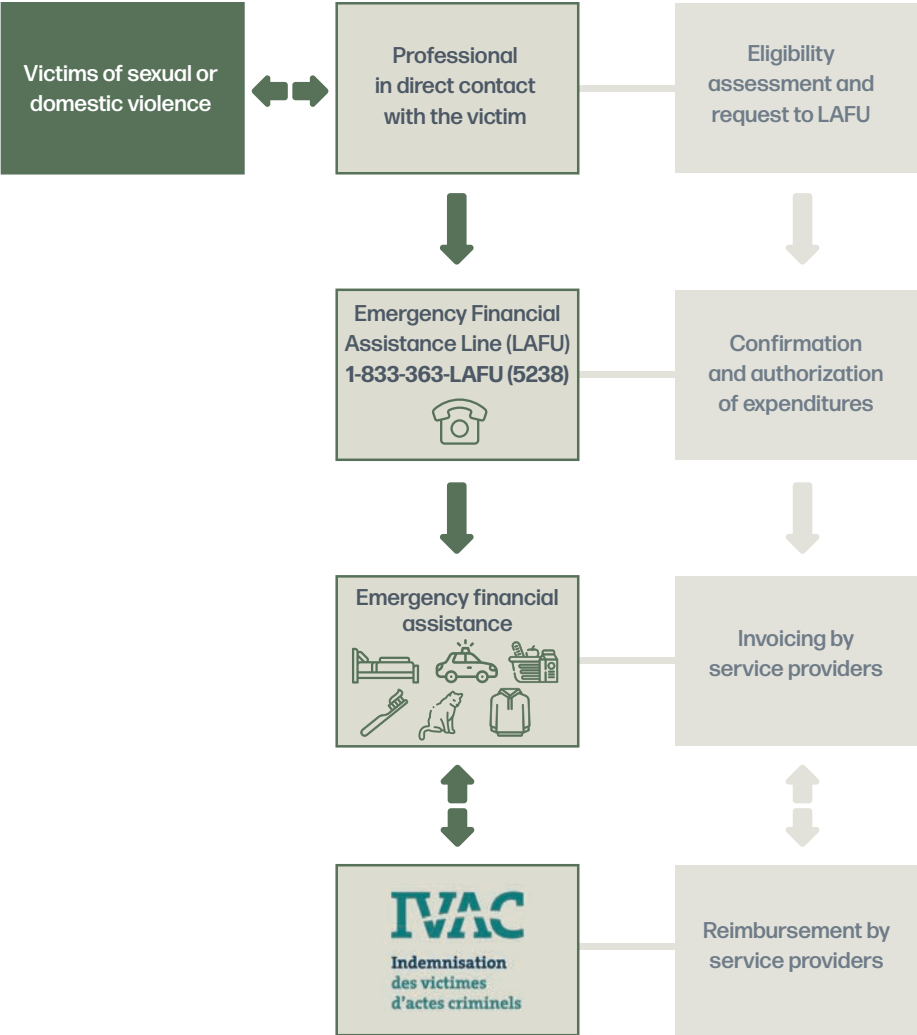 Victims of sexual or
domestic violence
Professional
in direct contact
with the victim
Eligibility
assessment and
request to LAFU
Emergency Financial
Assistance Line (LAFU)
1-833-363-LAFU (5238)
Confirmation
and authorization
of expenditures
Emergency financial
assistance
Invoicing by
service providers
IVAC
Indemnisation
des victimes
d'actes criminels
Reimbursement by
service providers